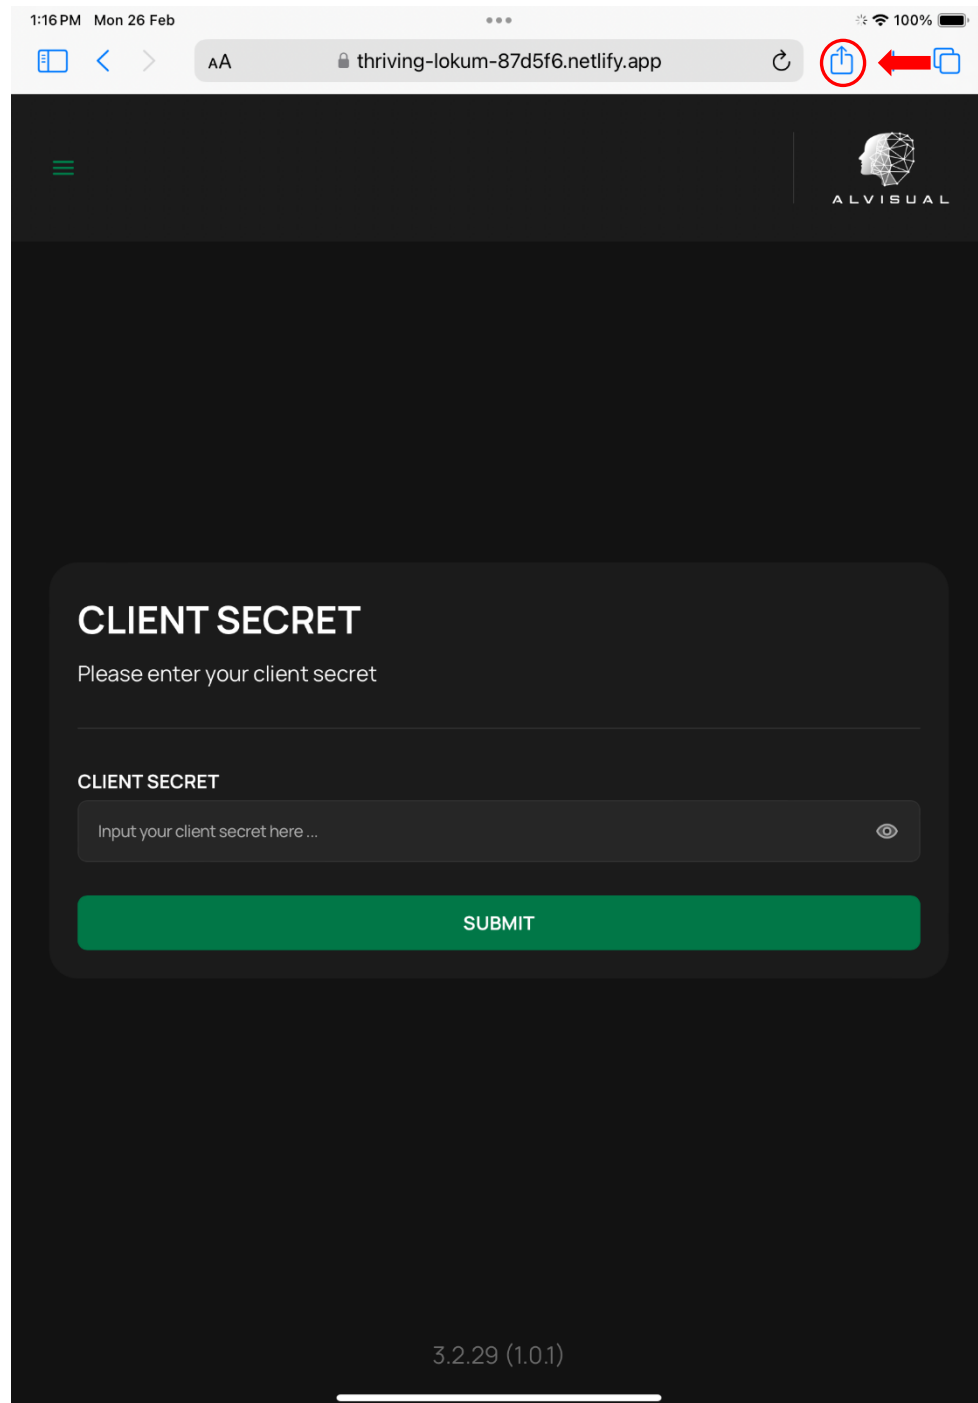 1:16 PM Mon 26 Feb
100%
AA
thriving-lokum-87d5f6.netlify.app
ALVISUAL
CLIENT SECRET
Please enter your client secret
CLIENT SECRET
Input your client secret here ...
SUBMIT
3.2.29 (1.0.1)